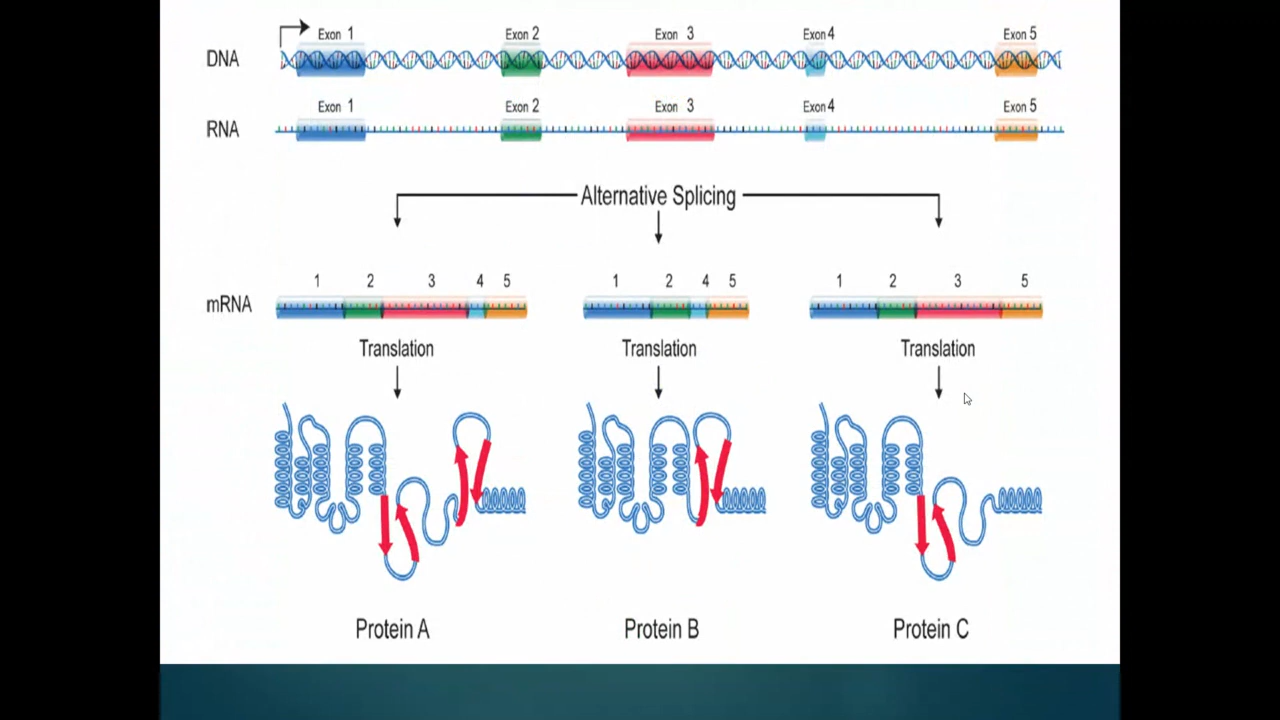 Exon 1 Exon 2 Exon 3 Exon 4 Exon 5
DNA
Exon 1 Exon 2 Exon 3 Exon 4 Exon 5
RNA
Alternative Splicing
1 2 3 4 5 1 2 4 5 1 2 3 5
mRNA
Translation Translation Translation
Protein A Protein B Protein C